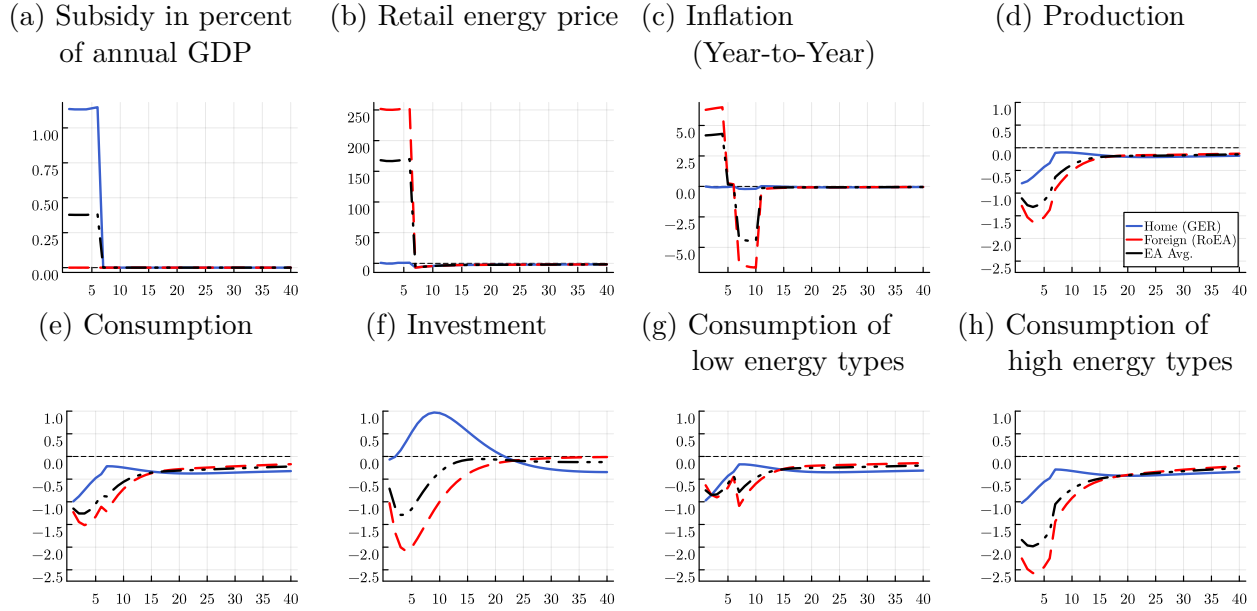 (a) Subsidy in percent
of annual GDP
(b) Retail energy price
(c) Inflation
(Year-to-Year)
(d) Production
1.00
0.75
0.50
0.25
0.00
5 10 15 20 25 30 35 40
250
200
150
100
50
0
5 10 15 20 25 30 35 40
5.0
2.5
0.0
−2.5
−5.0
5 10 15 20 25 30 35 40
1.0
0.5
0.0
−0.5
−1.0
−1.5
−2.0
−2.5
Home (GER)
Foreign (RoEA)
EA Avg.
5 10 15 20 25 30 35 40
(e) Consumption
(f) Investment
(g) Consumption of
low energy types
(h) Consumption of
high energy types
1.0
0.5
0.0
−0.5
−1.0
−1.5
−2.0
−2.5
5 10 15 20 25 30 35 40
1.0
0.5
0.0
−0.5
−1.0
−1.5
−2.0
−2.5
5 10 15 20 25 30 35 40
1.0
0.5
0.0
−0.5
−1.0
−1.5
−2.0
−2.5
5 10 15 20 25 30 35 40
1.0
0.5
0.0
−0.5
−1.0
−1.5
−2.0
−2.5
5 10 15 20 25 30 35 40